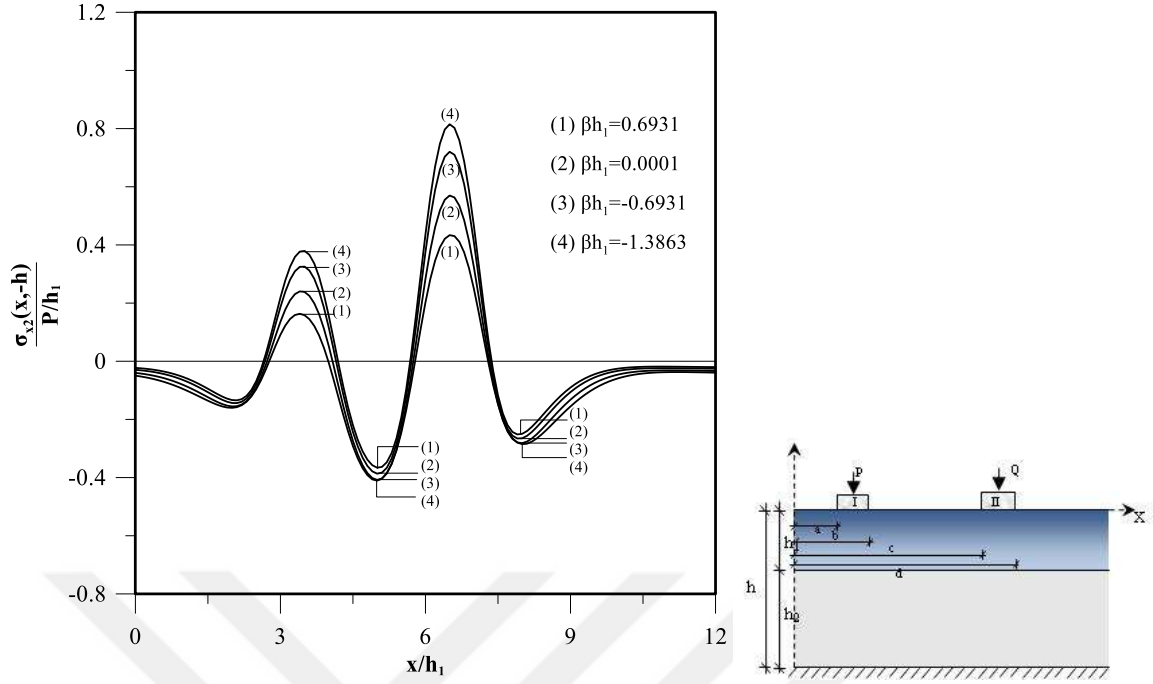 1.2
0.8
0.4
0
-0.4
-0.8
σx2(x,-h)
P/h1
(1) βh1=0.6931
(2) βh1=0.0001
(3) βh1=-0.6931
(4) βh1=-1.3863
(4)
(3)
(2)
(1)
(4)
(3)
(2)
(1)
(1)
(2)
(3)
(4)
(1)
(2)
(3)
(4)
0 3 6 9 12
x/h1
P Q
I II
X
a
b
h1
c
d
h
h2